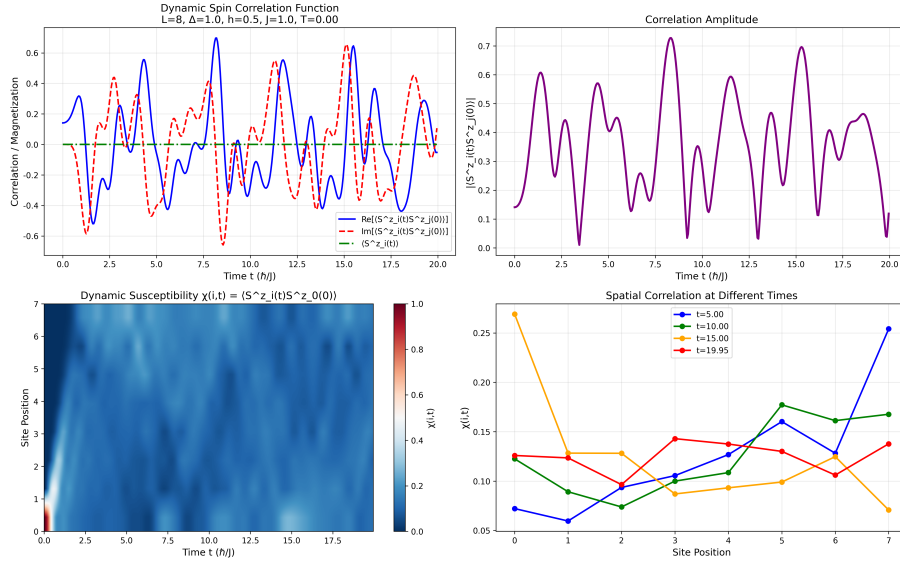 Dynamic Spin Correlation Function
L=8, Δ=1.0, h=0.5, J=1.0, T=0.00
Correlation / Magnetization
0.6
0.4
0.2
0.0
-0.2
-0.4
-0.6
Re[⟨S^z_i(t)S^z_j(0)⟩]
Im[⟨S^z_i(t)S^z_j(0)⟩]
⟨S^z_i(t)⟩
0.0 2.5 5.0 7.5 10.0 12.5 15.0 17.5 20.0
Time t (ℏ/J)
Correlation Amplitude
|⟨S^z_i(t)S^z_j(0)⟩|
0.7
0.6
0.5
0.4
0.3
0.2
0.1
0.0
0.0 2.5 5.0 7.5 10.0 12.5 15.0 17.5 20.0
Time t (ℏ/J)
Dynamic Susceptibility χ(i,t) = ⟨S^z_i(t)S^z_0(0)⟩
Site Position
7
6
5
4
3
2
1
0
0.0 2.5 5.0 7.5 10.0 12.5 15.0 17.5
Time t (ℏ/J)
1.0
0.8
0.6
0.4
0.2
0.0
χ(i,t)
Spatial Correlation at Different Times
χ(i,t)
0.25
0.20
0.15
0.10
0.05
t=5.00
t=10.00
t=15.00
t=19.95
0 1 2 3 4 5 6 7
Site Position